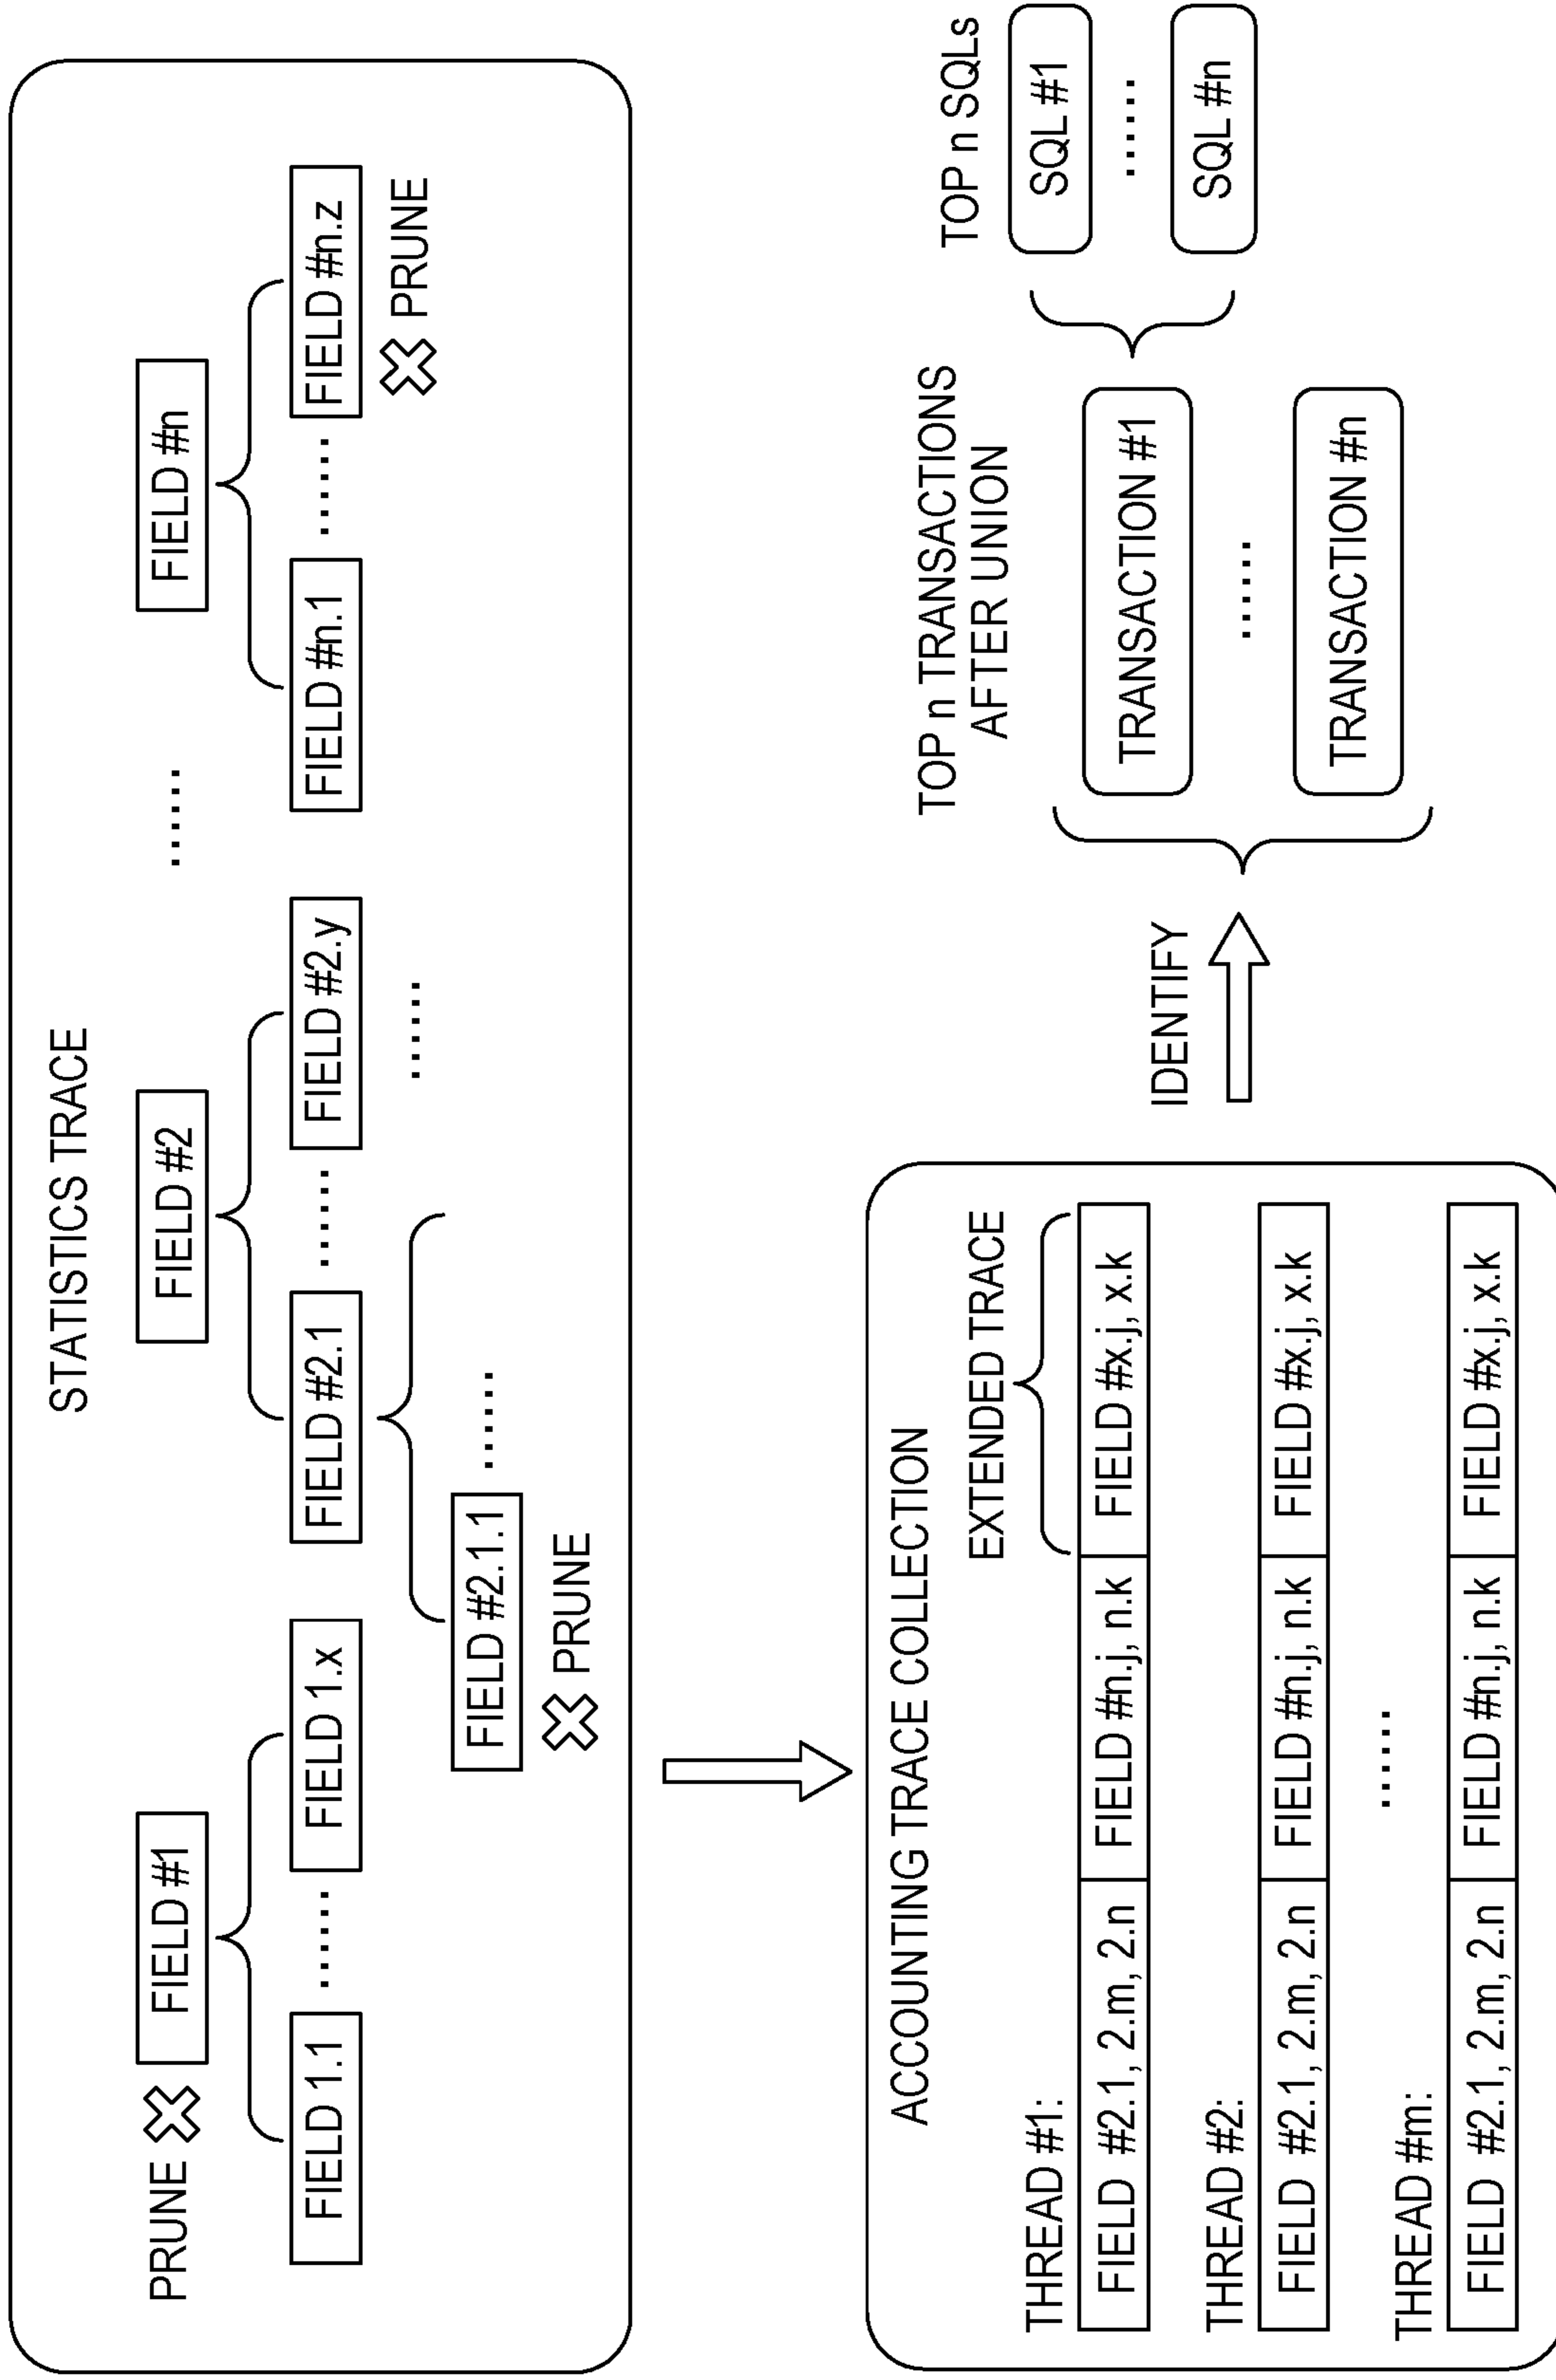 STATISTICS TRACE
PRUNE
FIELD #1
FIELD #2
......
FIELD #n
FIELD 1.1
......
FIELD 1.x
FIELD #2.1
......
FIELD #2.y
FIELD #n.1
......
FIELD #n.z
......
PRUNE
FIELD #2.1.1
......
PRUNE
ACCOUNTING TRACE COLLECTION
EXTENDED TRACE
THREAD #1:
FIELD #2.1, 2.m, 2.n
FIELD #n.j, n.k
FIELD #x.j, x.k
THREAD #2:
FIELD #2.1, 2.m, 2.n
FIELD #n.j, n.k
FIELD #x.j, x.k
......
THREAD #m:
FIELD #2.1, 2.m, 2.n
FIELD #n.j, n.k
FIELD #x.j, x.k
IDENTIFY
TOP n TRANSACTIONS
AFTER UNION
TRANSACTION #1
......
TRANSACTION #n
TOP n SQLs
SQL #1
......
SQL #n